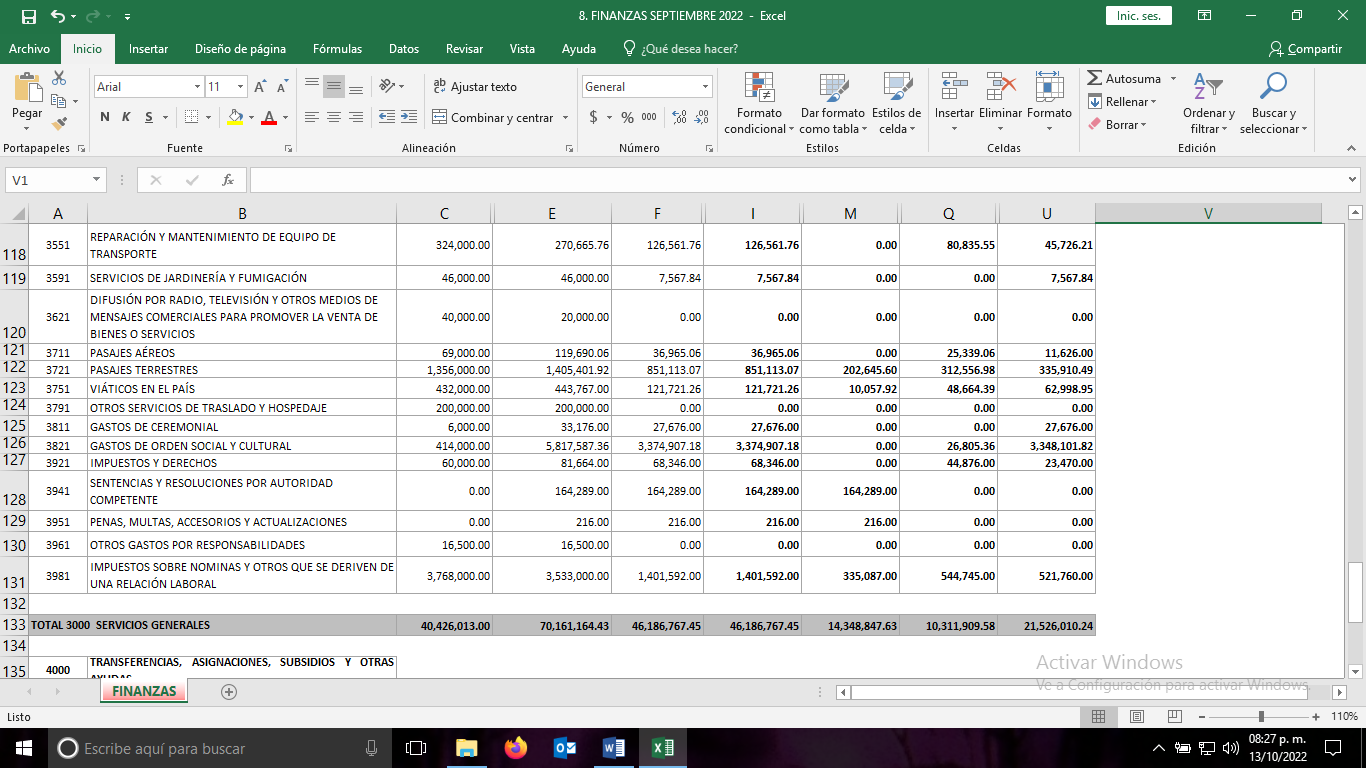 8. FINANZAS SEPTIEMBRE 2022 - Excel
Inic. ses.
Archivo Inicio Insertar Diseño de página Fórmulas Datos Revisar Vista Ayuda ¿Qué desea hacer? Compartir
Pegar
Arial 11 A A
N K S A
ab Ajustar texto
Combinar y centrar
General
$ % 000
Formato condicional
Dar formato como tabla
Estilos de celda
Insertar Eliminar Formato
Autosuma
Rellenar
Borrar
A Z Ordenar y filtrar
Buscar y seleccionar
Portapapeles Fuente Alineación Número Estilos Celdas Edición
V1 fx
A B C E F I M Q U V
118 3551 REPARACIÓN Y MANTENIMIENTO DE EQUIPO DE 324,000.00 270,665.76 126,561.76 126,561.76 0.00 80,835.55 45,726.21
TRANSPORTE
119 3591 SERVICIOS DE JARDINERÍA Y FUMIGACIÓN 46,000.00 46,000.00 7,567.84 7,567.84 0.00 0.00 7,567.84
DIFUSIÓN POR RADIO, TELEVISIÓN Y OTROS MEDIOS DE
120 3621 MENSAJES COMERCIALES PARA PROMOVER LA VENTA DE 40,000.00 20,000.00 0.00 0.00 0.00 0.00 0.00
BIENES O SERVICIOS
121 3711 PASAJES AÉREOS 69,000.00 119,690.06 36,965.06 36,965.06 0.00 25,339.06 11,626.00
122 3721 PASAJES TERRESTRES 1,356,000.00 1,405,401.92 851,113.07 851,113.07 202,645.60 312,556.98 335,910.49
123 3751 VIÁTICOS EN EL PAÍS 432,000.00 443,767.00 121,721.26 121,721.26 10,057.92 48,664.39 62,998.95
124 3791 OTROS SERVICIOS DE TRASLADO Y HOSPEDAJE 200,000.00 200,000.00 0.00 0.00 0.00 0.00 0.00
125 3811 GASTOS DE CEREMONIAL 6,000.00 33,176.00 27,676.00 27,676.00 0.00 0.00 27,676.00
126 3821 GASTOS DE ORDEN SOCIAL Y CULTURAL 414,000.00 5,817,587.36 3,374,907.18 3,374,907.18 0.00 26,805.36 3,348,101.82
127 3921 IMPUESTOS Y DERECHOS 60,000.00 81,664.00 68,346.00 68,346.00 0.00 44,876.00 23,470.00
128 3941 SENTENCIAS Y RESOLUCIONES POR AUTORIDAD 0.00 164,289.00 164,289.00 164,289.00 164,289.00 0.00 0.00
COMPETENTE
129 3951 PENAS, MULTAS, ACCESORIOS Y ACTUALIZACIONES 0.00 216.00 216.00 216.00 216.00 0.00 0.00
130 3961 OTROS GASTOS POR RESPONSABILIDADES 16,500.00 16,500.00 0.00 0.00 0.00 0.00 0.00
131 3981 IMPUESTOS SOBRE NOMINAS Y OTROS QUE SE DERIVEN DE 3,768,000.00 3,533,000.00 1,401,592.00 1,401,592.00 335,087.00 544,745.00 521,760.00
UNA RELACIÓN LABORAL
132
133 TOTAL 3000 SERVICIOS GENERALES 40,426,013.00 70,161,164.43 46,186,767.45 46,186,767.45 14,348,847.63 10,311,909.58 21,526,010.24
134
135 4000 TRANSFERENCIAS, ASIGNACIONES, SUBSIDIOS Y OTRAS
Activar Windows
Ve a Configuración para activar Windows.
FINANZAS
Listo 110%
Escribe aquí para buscar
08:27 p. m.
13/10/2022